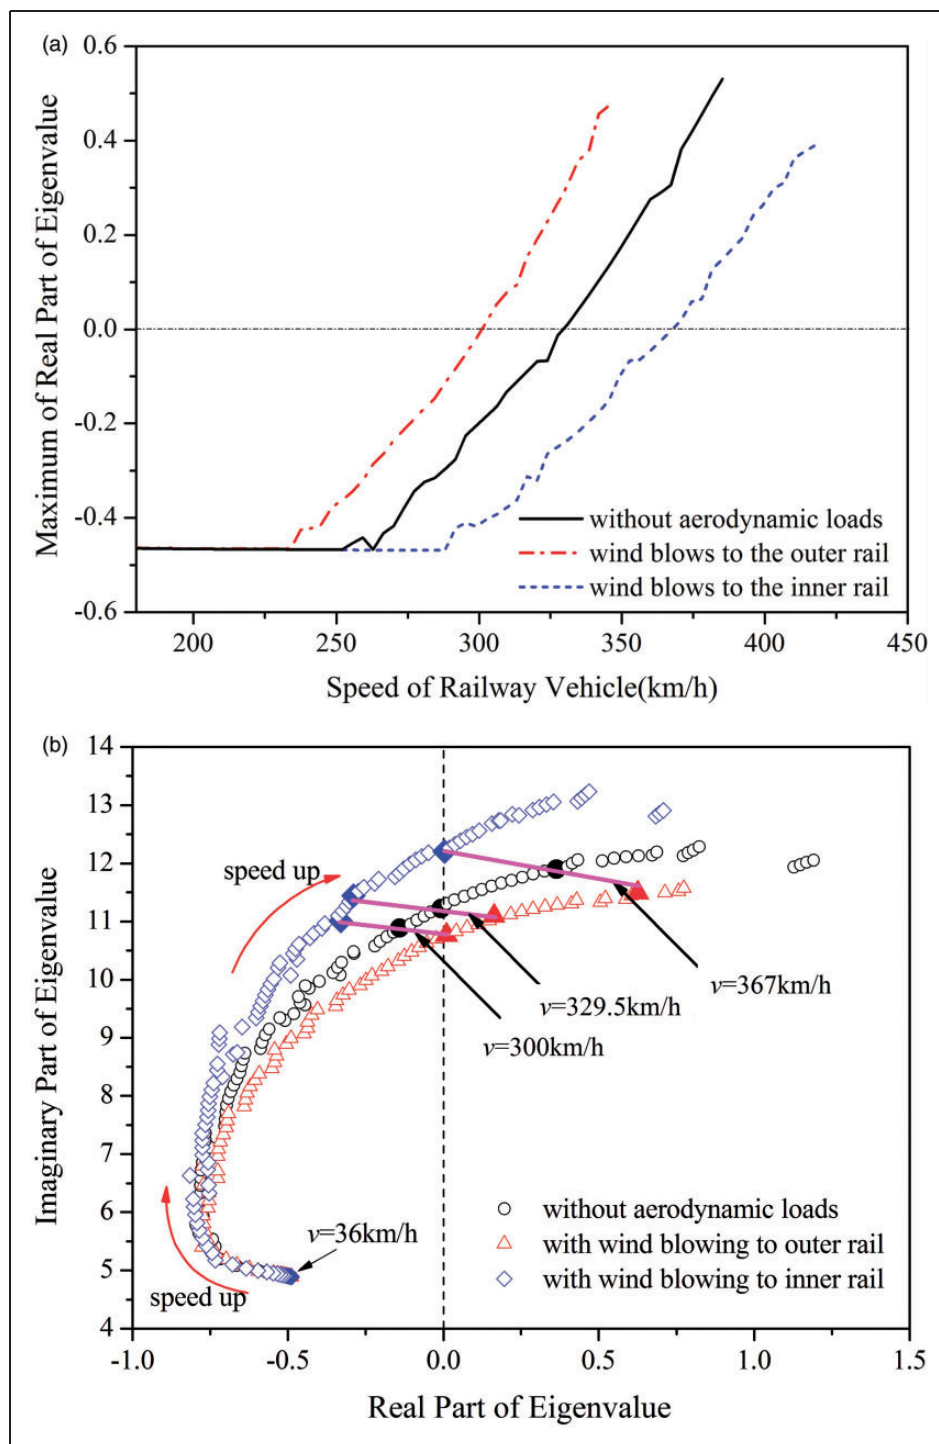 (a)
0.6
0.4
0.2
0.0
-0.2
-0.4
-0.6
Maximum of Real Part of Eigenvalue
without aerodynamic loads
wind blows to the outer rail
wind blows to the inner rail
200 250 300 350 400 450
Speed of Railway Vehicle(km/h)
(b)
14
13
12
11
10
9
8
7
6
5
4
Imaginary Part of Eigenvalue
speed up
v=367km/h
v=329.5km/h
v=300km/h
without aerodynamic loads
v=36km/h
with wind blowing to outer rail
with wind blowing to inner rail
speed up
-1.0 -0.5 0.0 0.5 1.0 1.5
Real Part of Eigenvalue